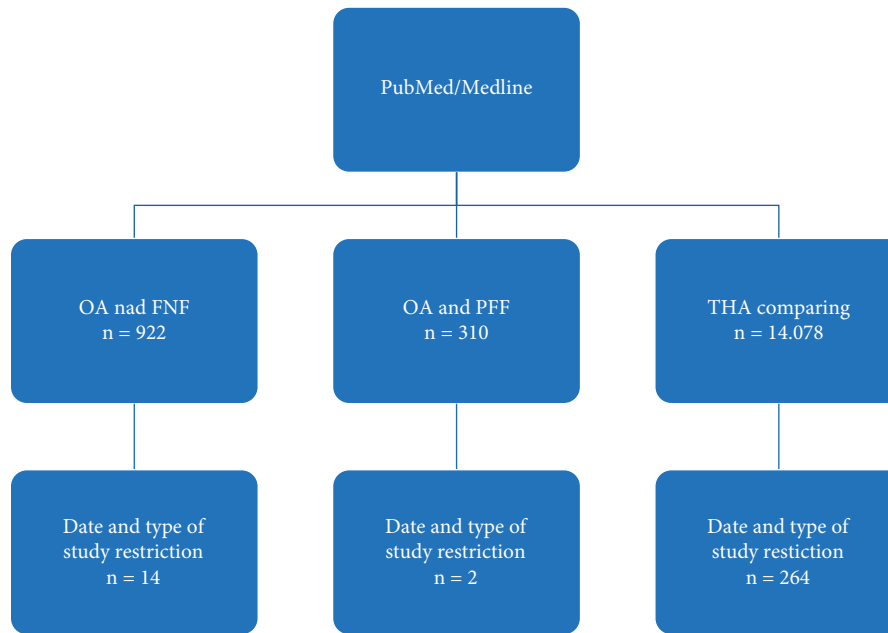 PubMed/Medline
OA nad FNF
n = 922
OA and PFF
n = 310
THA comparing
n = 14.078
Date and type of
study restriction
n = 14
Date and type of
study restriction
n = 2
Date and type of
study restiction
n = 264